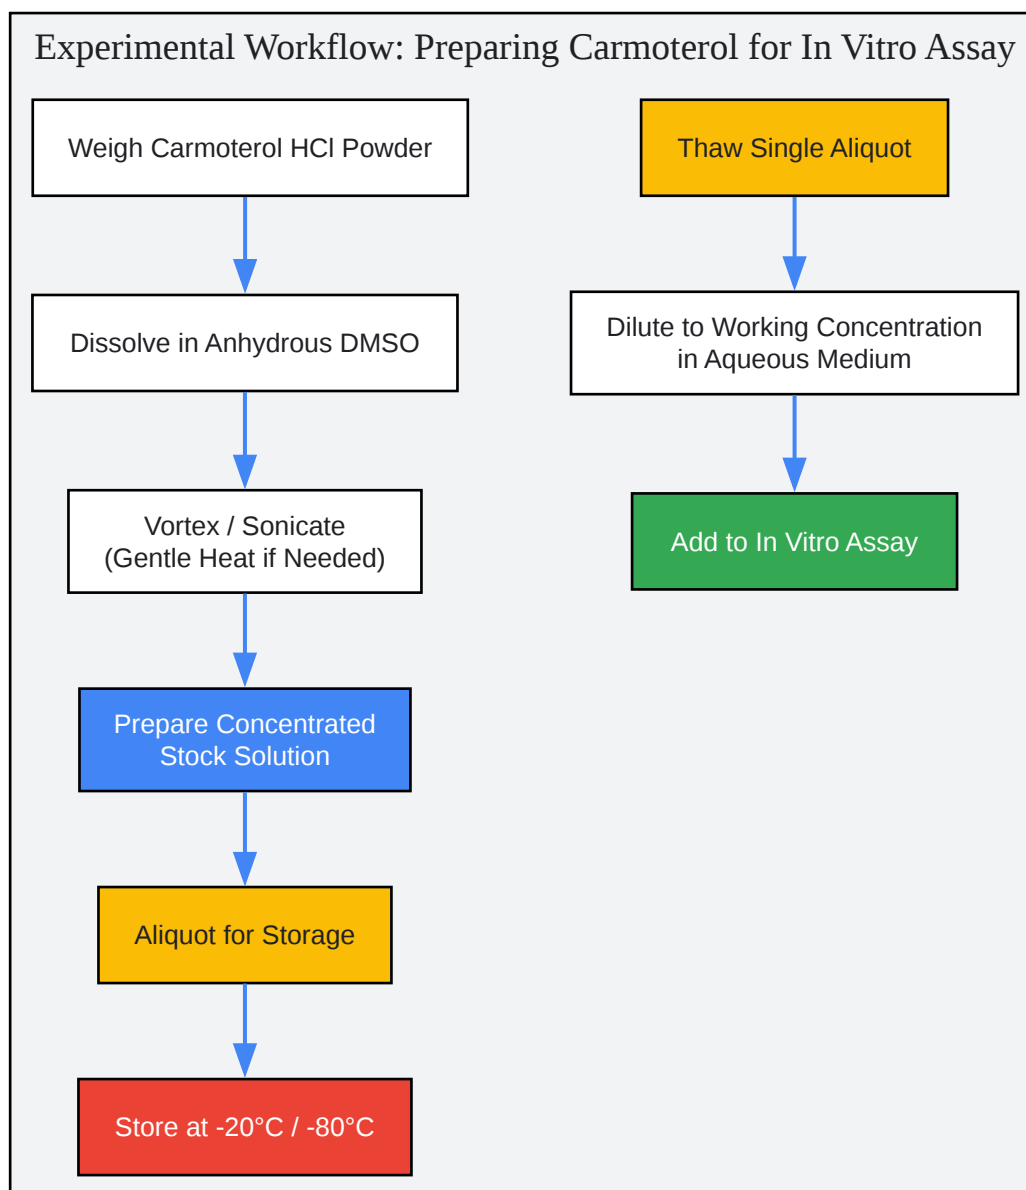 Experimental Workflow: Preparing Carmoterol for In Vitro Assay
Weigh Carmoterol HCl Powder
Dissolve in Anhydrous DMSO
Vortex / Sonicate
(Gentle Heat if Needed)
Prepare Concentrated
Stock Solution
Aliquot for Storage
Store at -20°C / -80°C
Thaw Single Aliquot
Dilute to Working Concentration
in Aqueous Medium
Add to In Vitro Assay